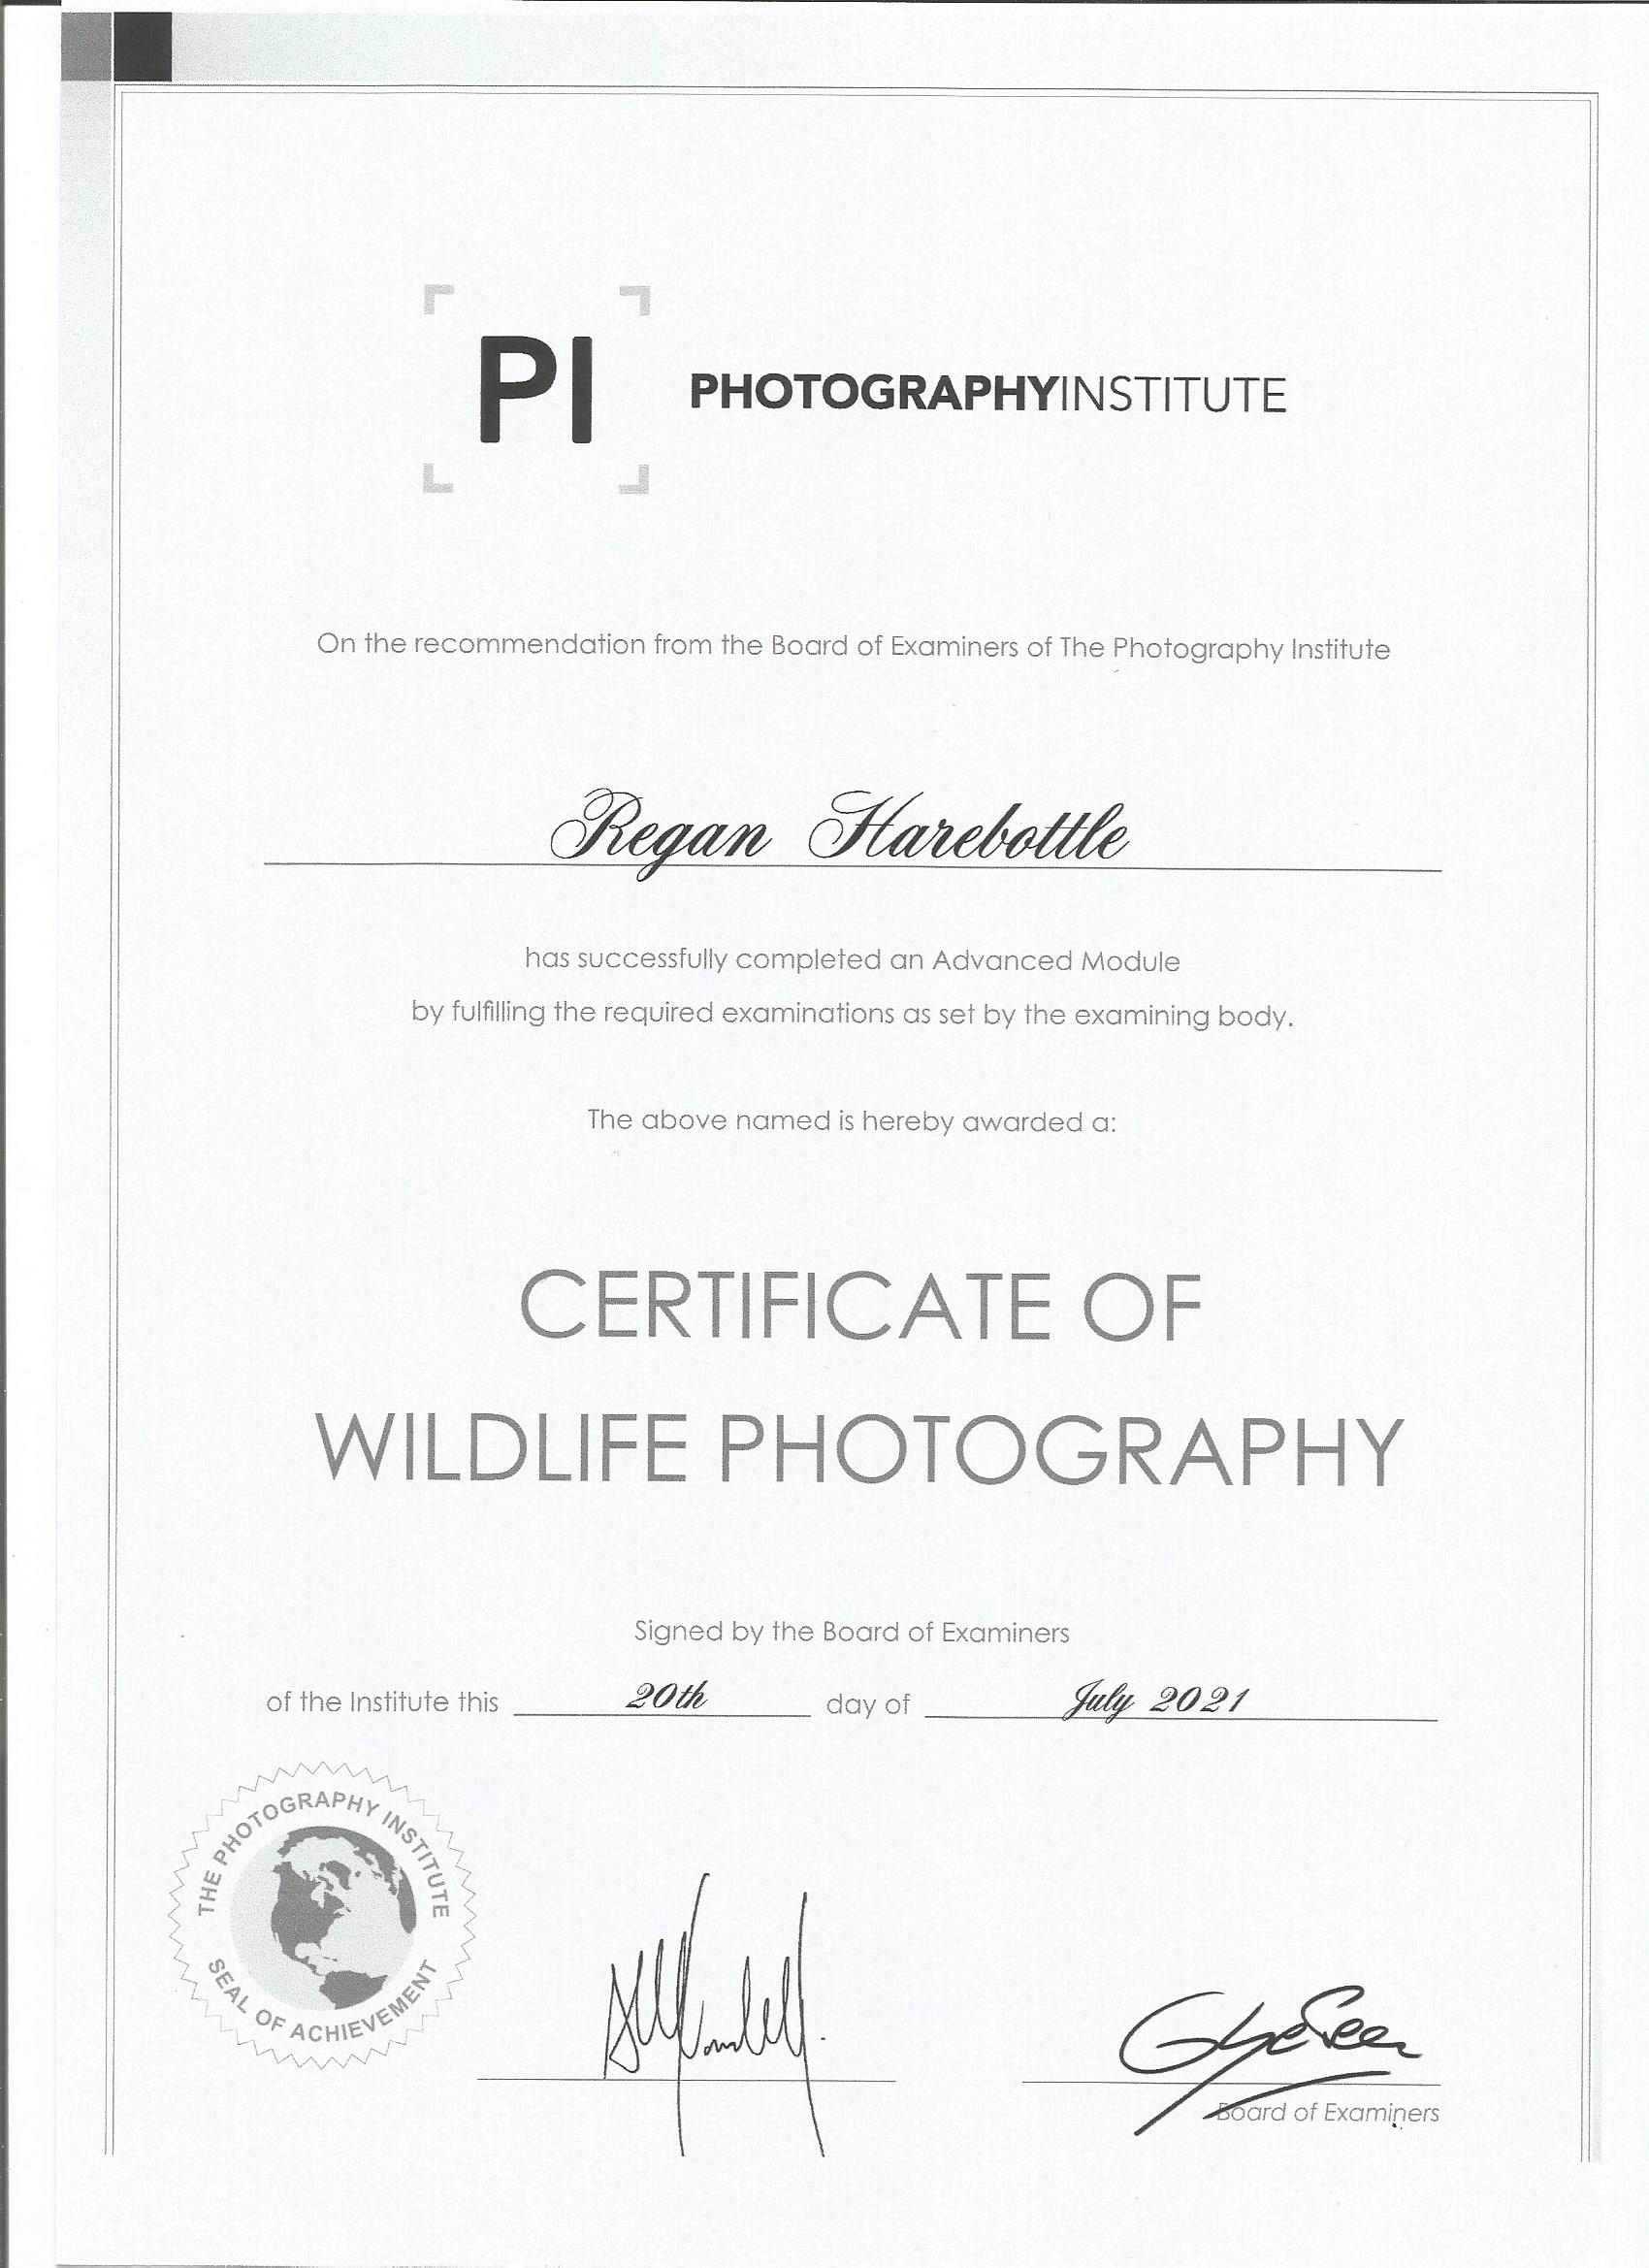 PI PHOTOGRAPHYINSTITUTE
On the recommendation from the Board of Examiners of The Photography Institute
Regan Harebottle
has successfully completed an Advanced Module
by fulfilling the required examinations as set by the examining body.
The above named is hereby awarded a:
CERTIFICATE OF
WILDLIFE PHOTOGRAPHY
Signed by the Board of Examiners
of the Institute this 20th day of July 2021
THE PHOTOGRAPHY INSTITUTE
SEAL OF ACHIEVEMENT
Board of Examiners